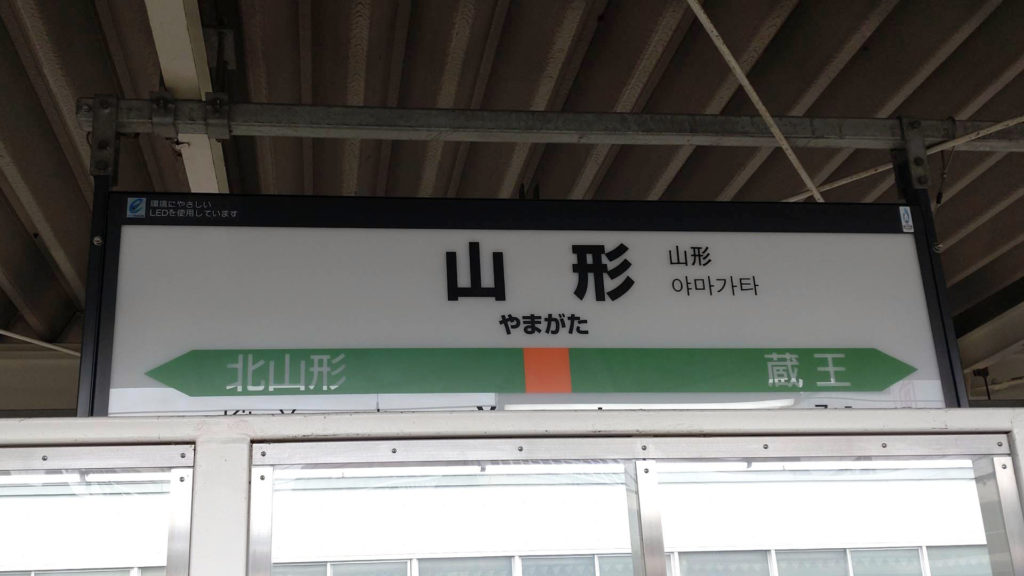 環境にやさしい
LEDを使用しています
山形
山形
야마가타
やまがた
北山形
蔵王